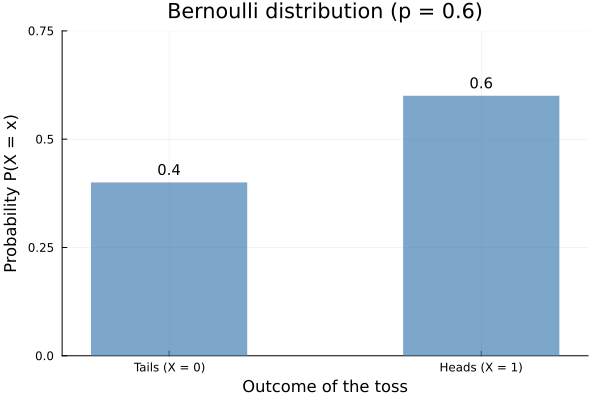 Bernoulli distribution (p = 0.6)
0.75
0.5
0.25
0.0
Probability P(X = x)
0.4
0.6
Tails (X = 0)
Heads (X = 1)
Outcome of the toss